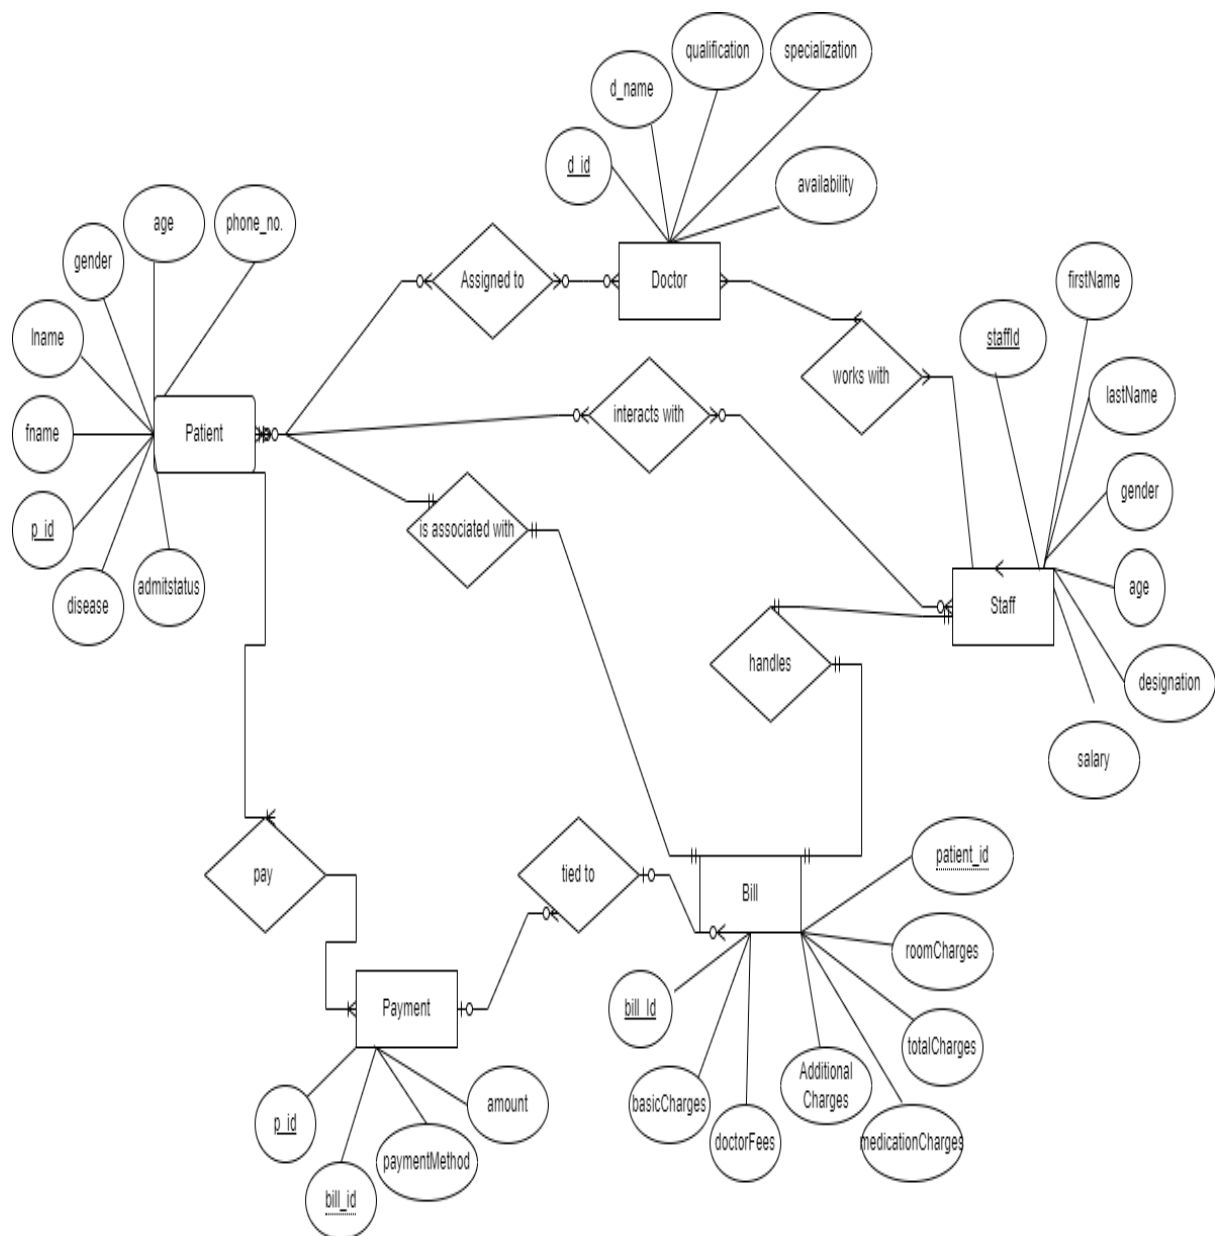 qualification
specialization
d_name
d_id
availability
age
phone_no.
gender
Assigned to
Doctor
firstName
lname
staffId
works with
lastName
interacts with
fname
Patient
gender
p_id
is associated with
admitstatus
disease
age
Staff
handles
designation
salary
patient_id
pay
tied to
Bill
roomCharges
Payment
bill_Id
totalCharges
Additional
Charges
basicCharges
amount
p_id
doctorFees
medicationCharges
paymentMethod
bill_id